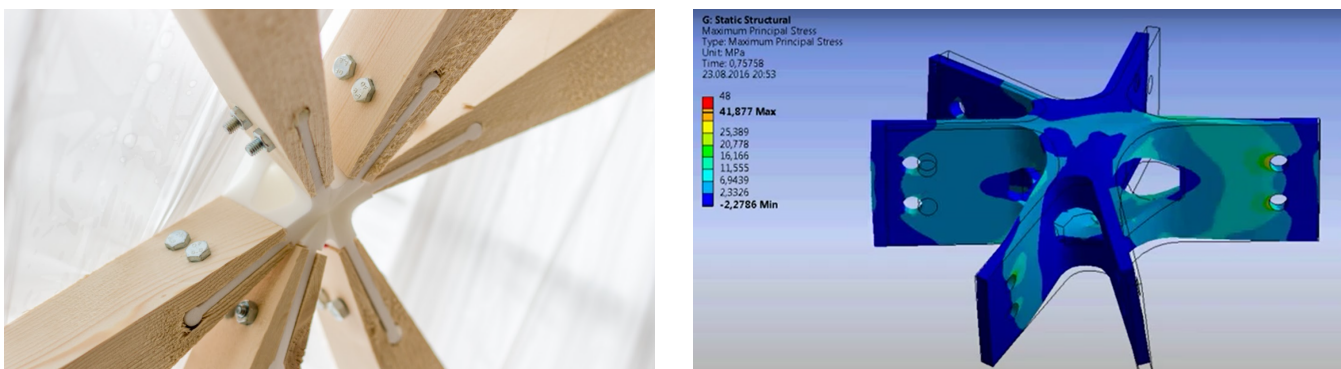 G: Static Structural
Maximum Principal Stress
Type: Maximum Principal Stress
Unit: MPa
Time: 0,75758
23.08.2016 20:53
48
41,877 Max
25,389
20,778
16,166
11,555
6,9439
2,3326
-2,2786 Min